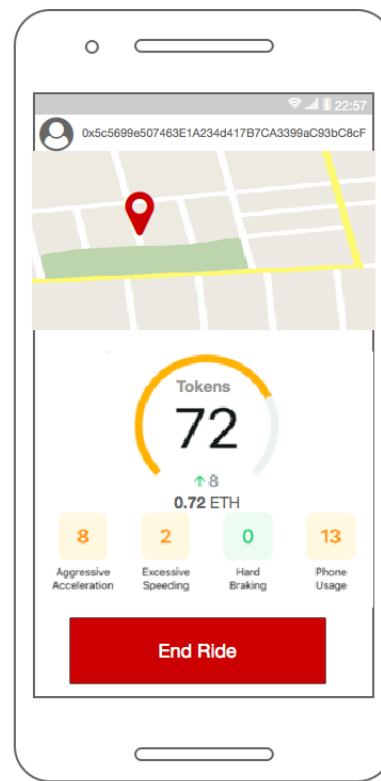 22:57
0x5c5699e507463E1A234d417B7CA3399aC93bC8cF
Tokens
72
↑8
0.72 ETH
8 2 0 13
Aggressive Excessive Hard Phone
Acceleration Speeding Braking Usage
End Ride